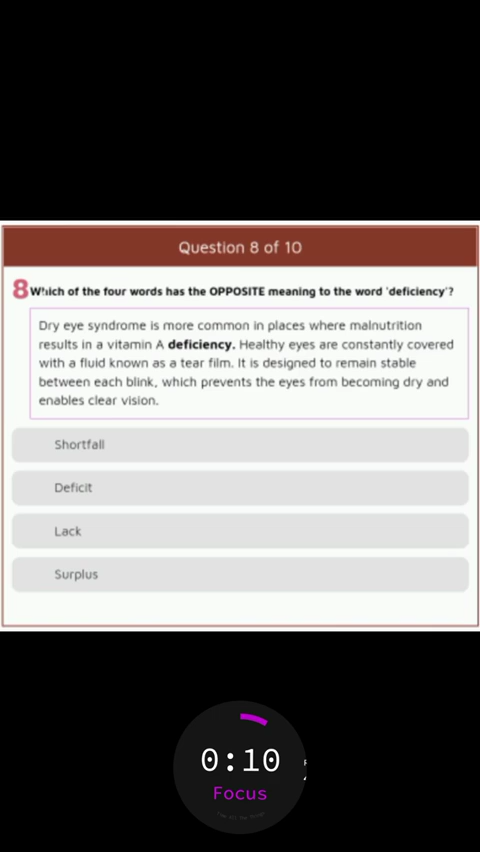 Question 8 of 10
8 Which of the four words has the OPPOSITE meaning to the word 'deficiency'?
Dry eye syndrome is more common in places where malnutrition
results in a vitamin A deficiency. Healthy eyes are constantly covered
with a fluid known as a tear film. It is designed to remain stable
between each blink, which prevents the eyes from becoming dry and
enables clear vision.
Shortfall
Deficit
Lack
Surplus
0:10
Focus